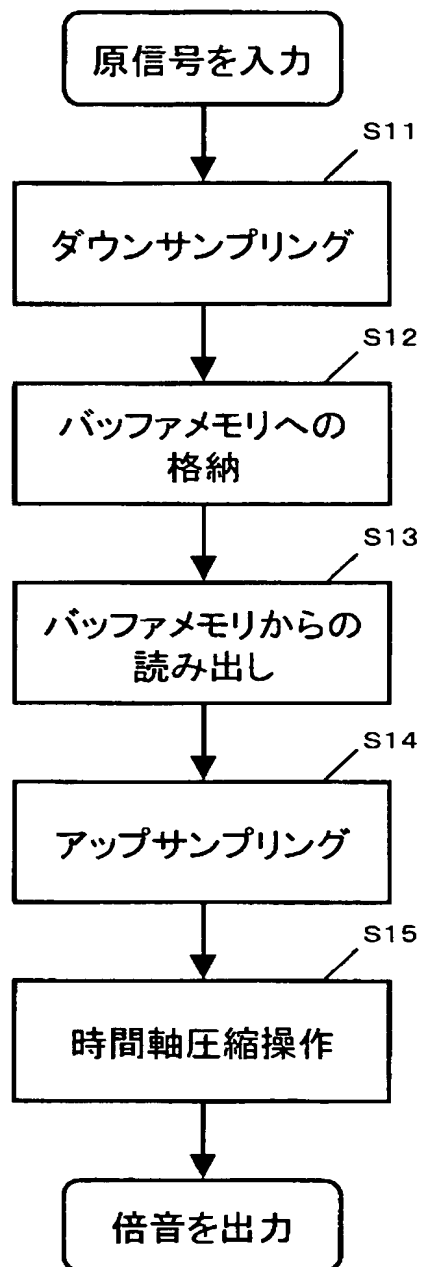 原信号を入力
S11
ダウンサンプリング
S12
バッファメモリへの
格納
S13
バッファメモリからの
読み出し
S14
アップサンプリング
S15
時間軸圧縮操作
倍音を出力